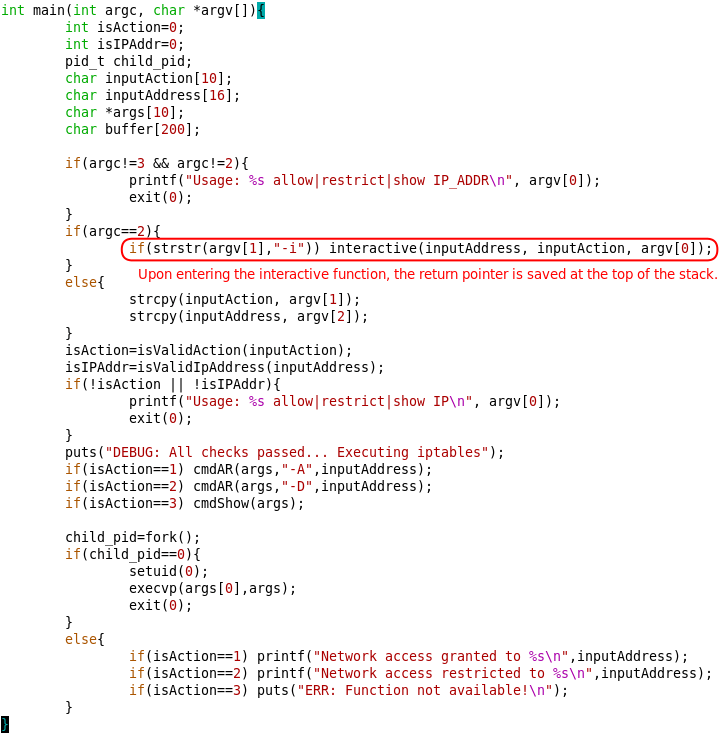 int main(int argc, char *argv[]){
        int isAction=0;
        int isIPAddr=0;
        pid_t child_pid;
        char inputAction[10];
        char inputAddress[16];
        char *args[10];
        char buffer[200];

        if(argc!=3 && argc!=2){
                printf("Usage: %s allow|restrict|show IP_ADDR\n", argv[0]);
                exit(0);
        }
        if(argc==2){
                if(strstr(argv[1],"-i")) interactive(inputAddress, inputAction, argv[0]);
        }
Upon entering the interactive function, the return pointer is saved at the top of the stack.
        else{
                strcpy(inputAction, argv[1]);
                strcpy(inputAddress, argv[2]);
        }
        isAction=isValidAction(inputAction);
        isIPAddr=isValidIpAddress(inputAddress);
        if(!isAction || !isIPAddr){
                printf("Usage: %s allow|restrict|show IP\n", argv[0]);
                exit(0);
        }
        puts("DEBUG: All checks passed... Executing iptables");
        if(isAction==1) cmdAR(args,"-A",inputAddress);
        if(isAction==2) cmdAR(args,"-D",inputAddress);
        if(isAction==3) cmdShow(args);

        child_pid=fork();
        if(child_pid==0){
                setuid(0);
                execvp(args[0],args);
                exit(0);
        }
        else{
                if(isAction==1) printf("Network access granted to %s\n",inputAddress);
                if(isAction==2) printf("Network access restricted to %s\n",inputAddress);
                if(isAction==3) puts("ERR: Function not available!\n");
        }
}